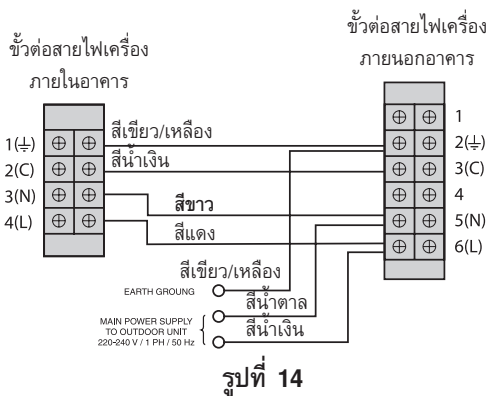 ขั้วต่อสายไฟเครื่อง
ภายในอาคาร
ขั้วต่อสายไฟเครื่อง
ภายนอกอาคาร
1(⏚)
2(C)
3(N)
4(L)
สีเขียว/เหลือง
สีน้ำเงิน
สีขาว
สีแดง
1
2(⏚)
3(C)
4
5(N)
6(L)
สีเขียว/เหลือง
EARTH GROUNG
สีน้ำตาล
MAIN POWER SUPPLY
TO OUTDOOR UNIT
220-240 V / 1 PH / 50 Hz
สีน้ำเงิน
รูปที่ 14